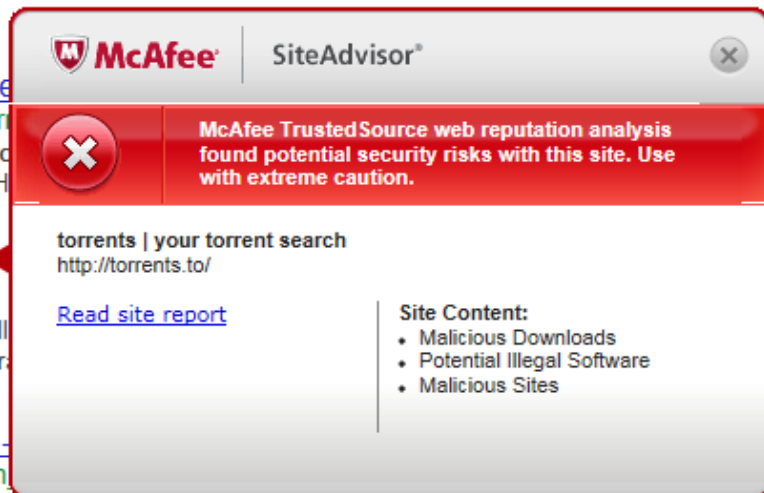 McAfee SiteAdvisor®
McAfee TrustedSource web reputation analysis
found potential security risks with this site. Use
with extreme caution.
torrents | your torrent search
http://torrents.to/
Read site report
Site Content:
• Malicious Downloads
• Potential Illegal Software
• Malicious Sites